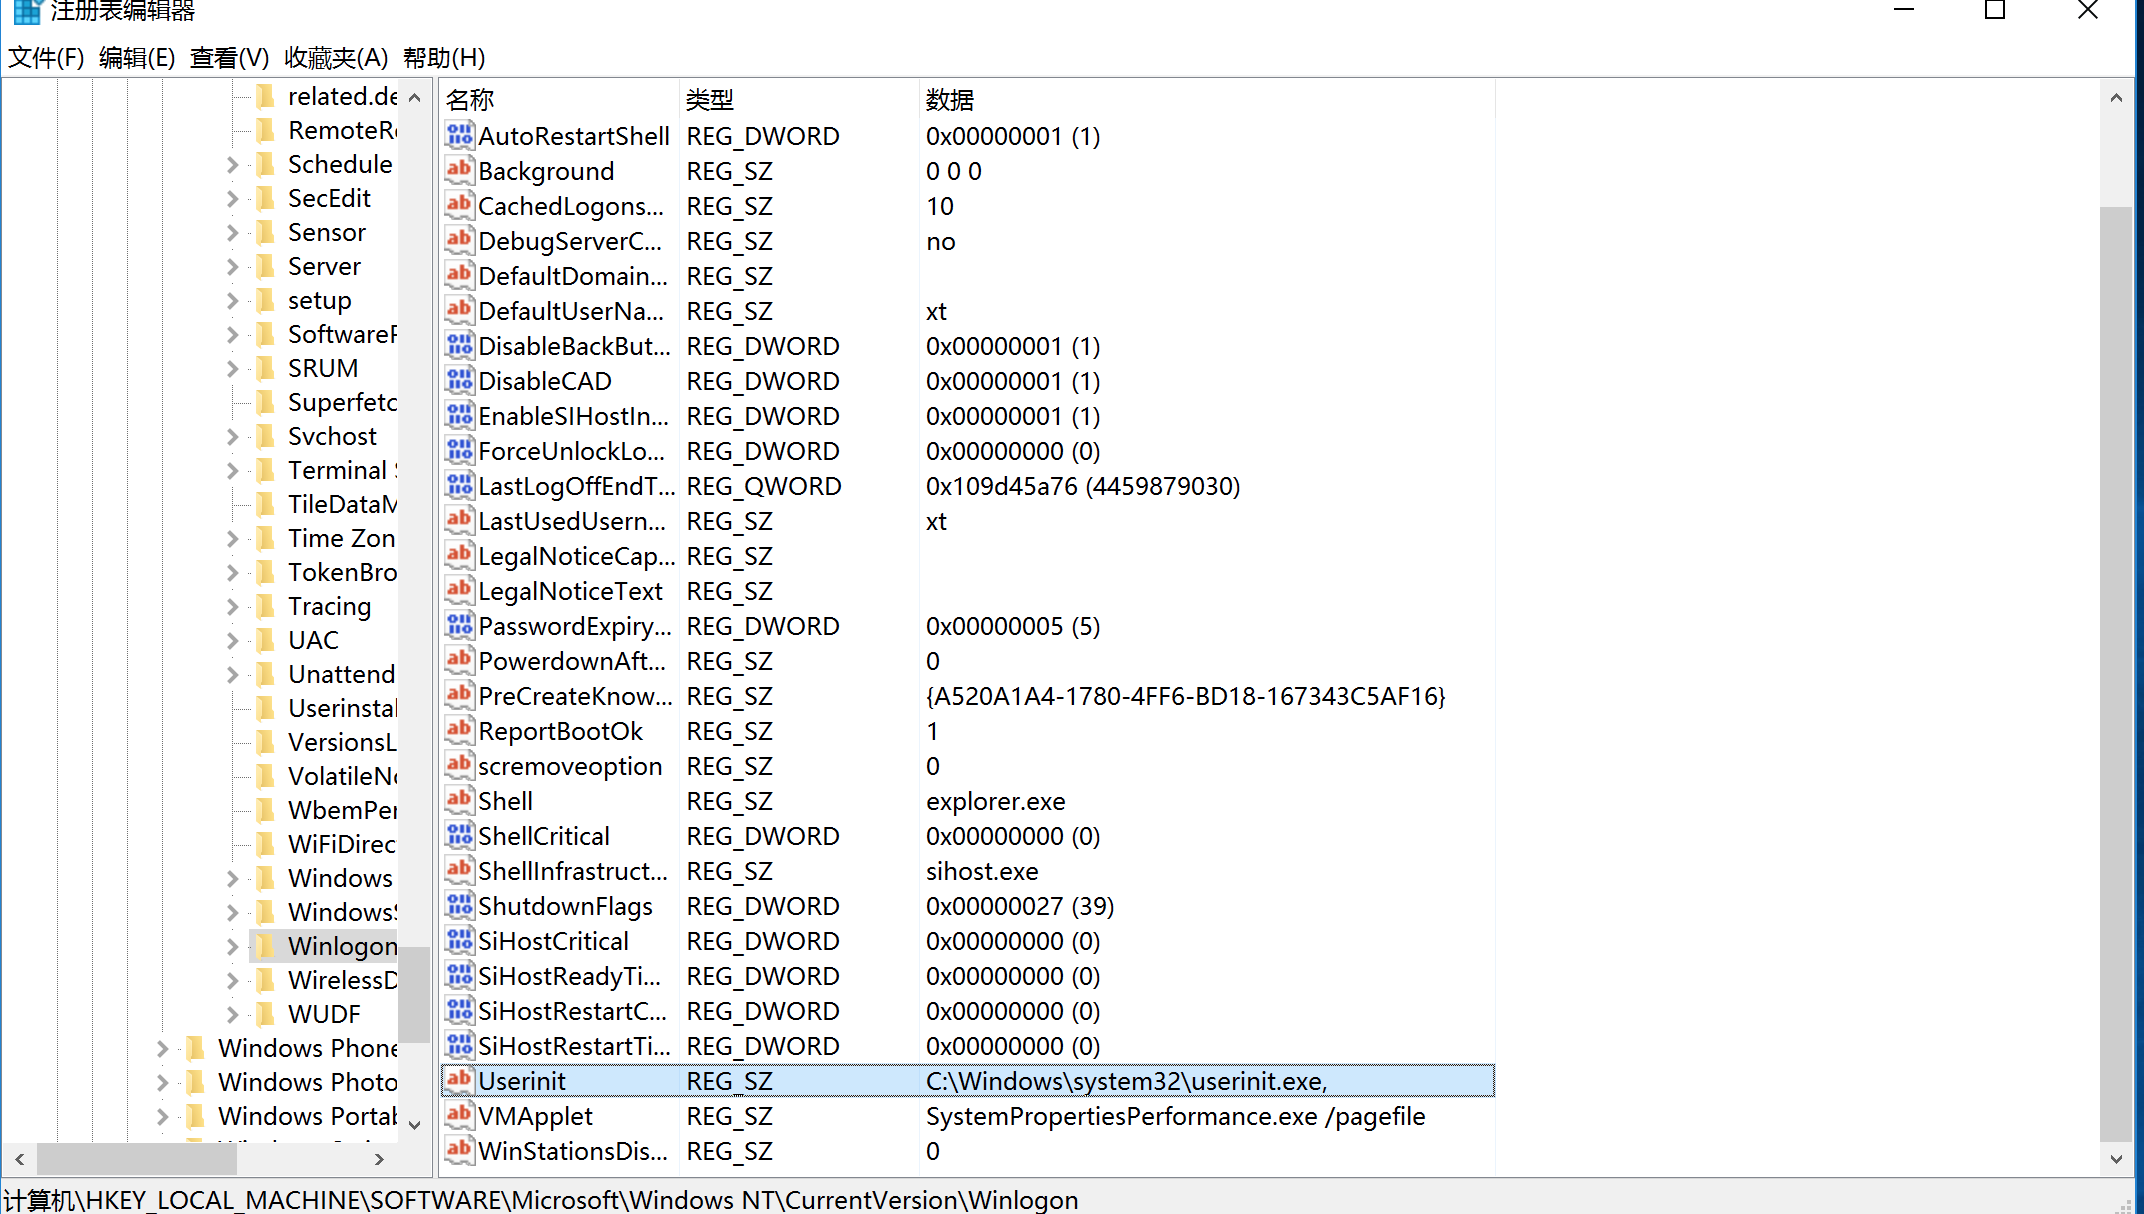 注册表编辑器
文件(F) 编辑(E) 查看(V) 收藏夹(A) 帮助(H)
related.de
RemoteRe
Schedule
SecEdit
Sensor
Server
setup
SoftwareP
SRUM
Superfetc
Svchost
Terminal S
TileDataM
Time Zon
TokenBro
Tracing
UAC
Unattend
Userinstal
VersionsL
VolatileNo
WbemPer
WiFiDirec
Windows
WindowsS
Winlogon
WirelessD
WUDF
Windows Phone
Windows Photo
Windows Portab
名称 类型 数据
AutoRestartShell REG_DWORD 0x00000001 (1)
Background REG_SZ 0 0 0
CachedLogons... REG_SZ 10
DebugServerC... REG_SZ no
DefaultDomain... REG_SZ
DefaultUserNa... REG_SZ xt
DisableBackBut... REG_DWORD 0x00000001 (1)
DisableCAD REG_DWORD 0x00000001 (1)
EnableSIHostIn... REG_DWORD 0x00000001 (1)
ForceUnlockLo... REG_DWORD 0x00000000 (0)
LastLogOffEndT... REG_QWORD 0x109d45a76 (4459879030)
LastUsedUsern... REG_SZ xt
LegalNoticeCap... REG_SZ
LegalNoticeText REG_SZ
PasswordExpiry... REG_DWORD 0x00000005 (5)
PowerdownAft... REG_SZ 0
PreCreateKnow... REG_SZ {A520A1A4-1780-4FF6-BD18-167343C5AF16}
ReportBootOk REG_SZ 1
scremoveoption REG_SZ 0
Shell REG_SZ explorer.exe
ShellCritical REG_DWORD 0x00000000 (0)
ShellInfrastruct... REG_SZ sihost.exe
ShutdownFlags REG_DWORD 0x00000027 (39)
SiHostCritical REG_DWORD 0x00000000 (0)
SiHostReadyTi... REG_DWORD 0x00000000 (0)
SiHostRestartC... REG_DWORD 0x00000000 (0)
SiHostRestartTi... REG_DWORD 0x00000000 (0)
Userinit REG_SZ C:\Windows\system32\userinit.exe,
VMApplet REG_SZ SystemPropertiesPerformance.exe /pagefile
WinStationsDis... REG_SZ 0
计算机\HKEY_LOCAL_MACHINE\SOFTWARE\Microsoft\Windows NT\CurrentVersion\Winlogon